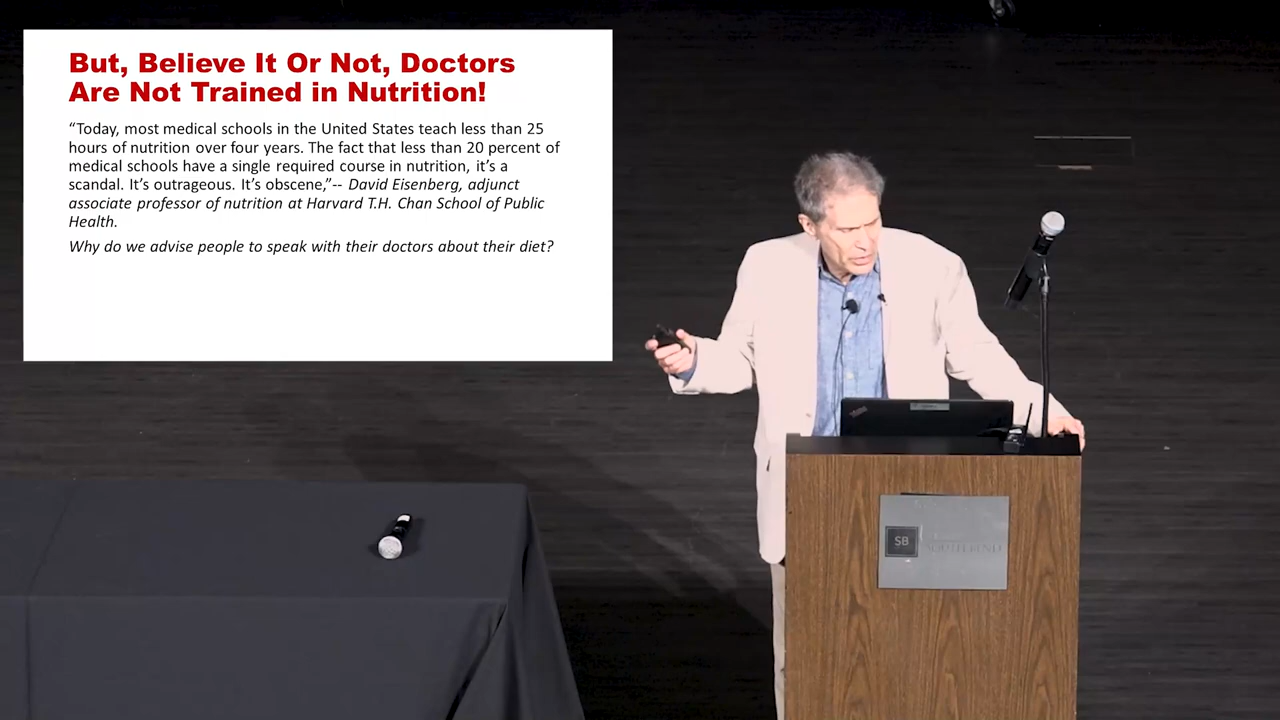 But, Believe It Or Not, Doctors
Are Not Trained in Nutrition!
“Today, most medical schools in the United States teach less than 25
hours of nutrition over four years. The fact that less than 20 percent of
medical schools have a single required course in nutrition, it’s a
scandal. It’s outrageous. It’s obscene,”-- David Eisenberg, adjunct
associate professor of nutrition at Harvard T.H. Chan School of Public
Health.
Why do we advise people to speak with their doctors about their diet?
SB